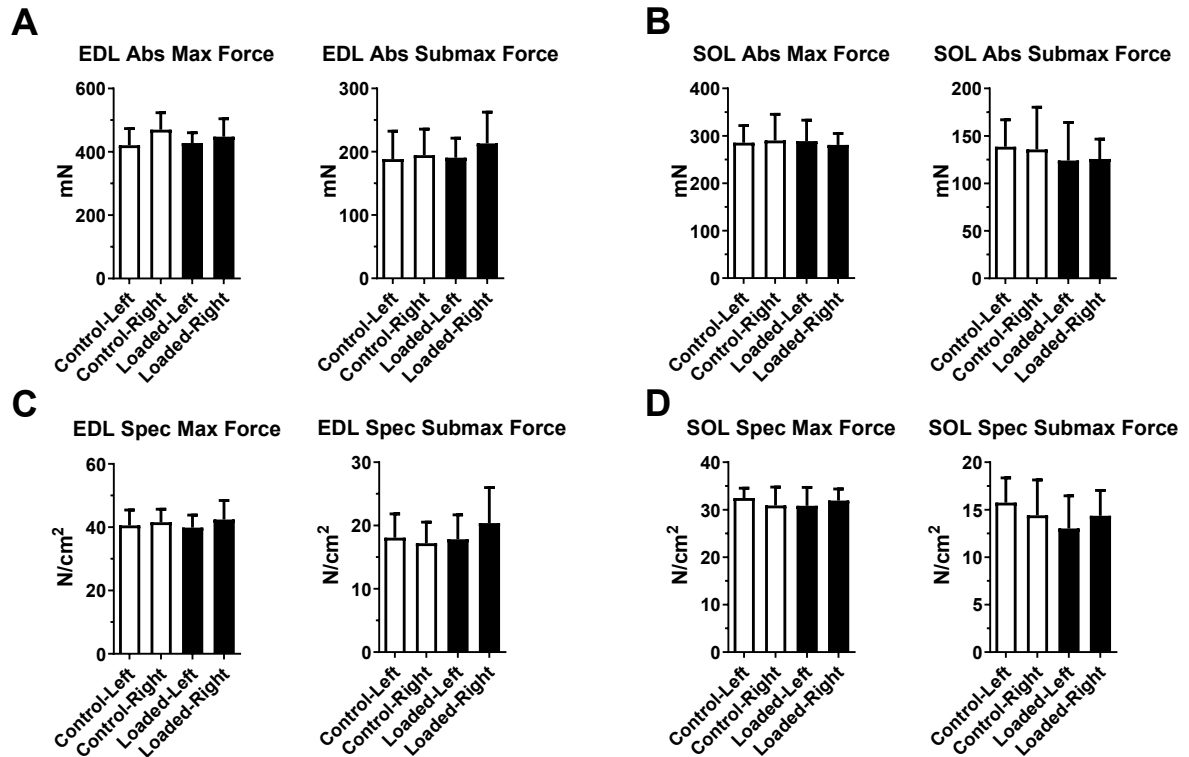 A
EDL Abs Max Force
600
400
200
0
mN
Control-Left
Control-Right
Loaded-Left
Loaded-Right
EDL Abs Submax Force
300
200
100
0
mN
Control-Left
Control-Right
Loaded-Left
Loaded-Right
B
SOL Abs Max Force
400
300
200
100
0
mN
Control-Left
Control-Right
Loaded-Left
Loaded-Right
SOL Abs Submax Force
200
150
100
50
0
mN
Control-Left
Control-Right
Loaded-Left
Loaded-Right
C
EDL Spec Max Force
60
40
20
0
N/cm²
Control-Left
Control-Right
Loaded-Left
Loaded-Right
EDL Spec Submax Force
30
20
10
0
N/cm²
Control-Left
Control-Right
Loaded-Left
Loaded-Right
D
SOL Spec Max Force
40
30
20
10
0
N/cm²
Control-Left
Control-Right
Loaded-Left
Loaded-Right
SOL Spec Submax Force
20
15
10
5
0
N/cm²
Control-Left
Control-Right
Loaded-Left
Loaded-Right